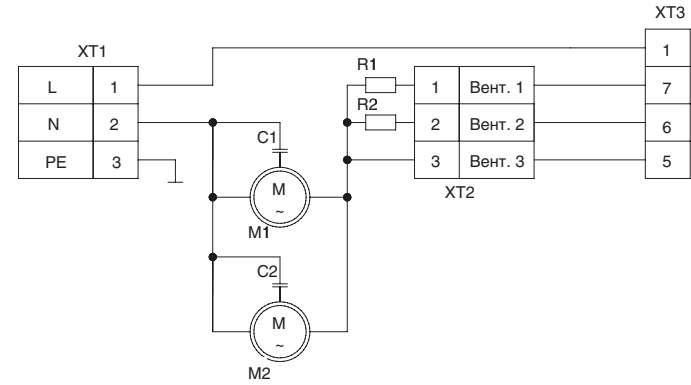 XT3
XT1
1
R1
L 1
1 Вент. 1
7
R2
N 2
2 Вент. 2
6
C1
PE 3
3 Вент. 3
5
M
~
XT2
M1
C2
M
~
M2